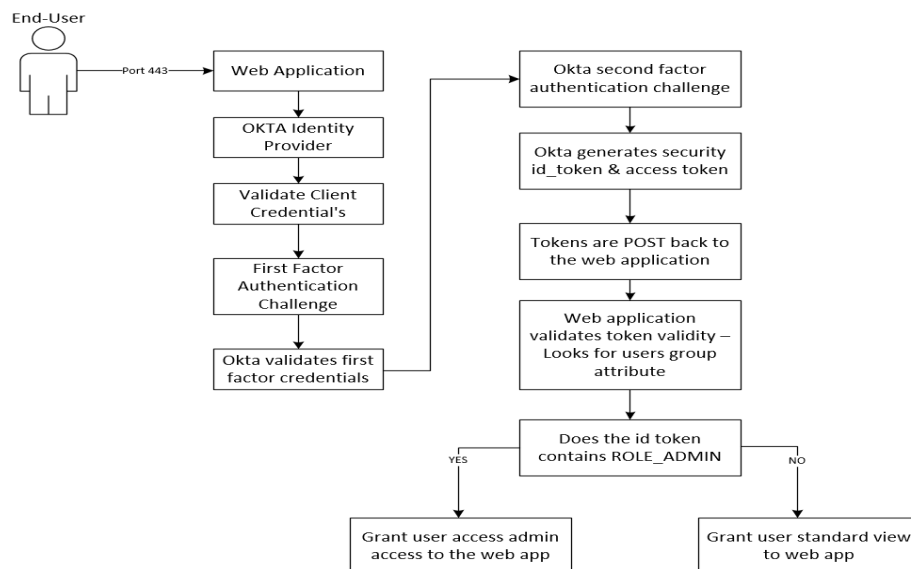 End-User
Port 443
Web Application
OKTA Identity
Provider
Validate Client
Credential's
First Factor
Authentication
Challenge
Okta validates first
factor credentials
Okta second factor
authentication challenge
Okta generates security
id_token & access token
Tokens are POST back to
the web application
Web application
validates token validity –
Looks for users group
attribute
Does the id token
contains ROLE_ADMIN
YES
NO
Grant user access admin
access to the web app
Grant user standard view
to web app